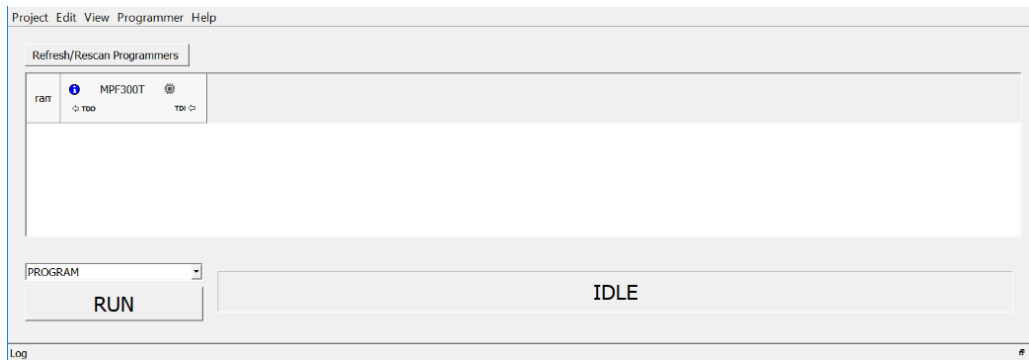 Project Edit View Programmer Help
Refresh/Rescan Programmers
MPF300T
TDO TDI
PROGRAM
RUN
IDLE
Log